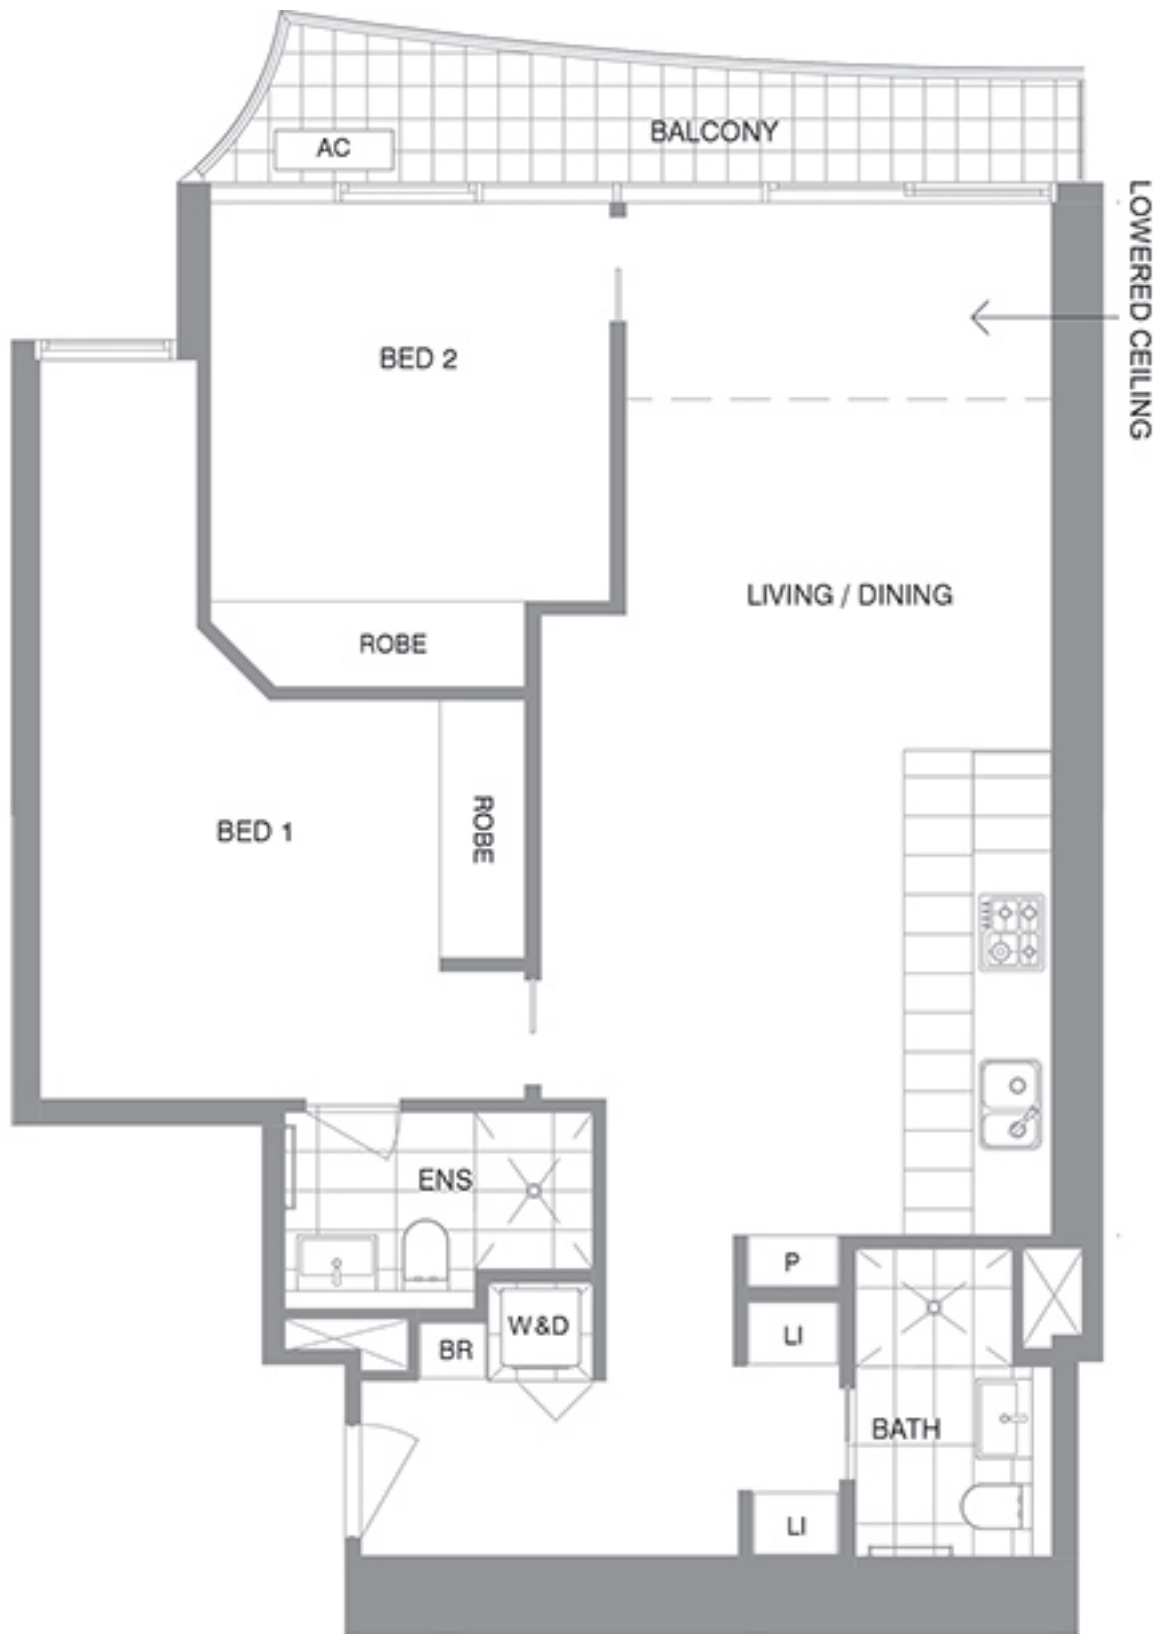 BALCONY
AC
LOWERED CEILING
BED 2
LIVING / DINING
ROBE
BED 1
ROBE
ENS
P
W&D
LI
BR
BATH
LI